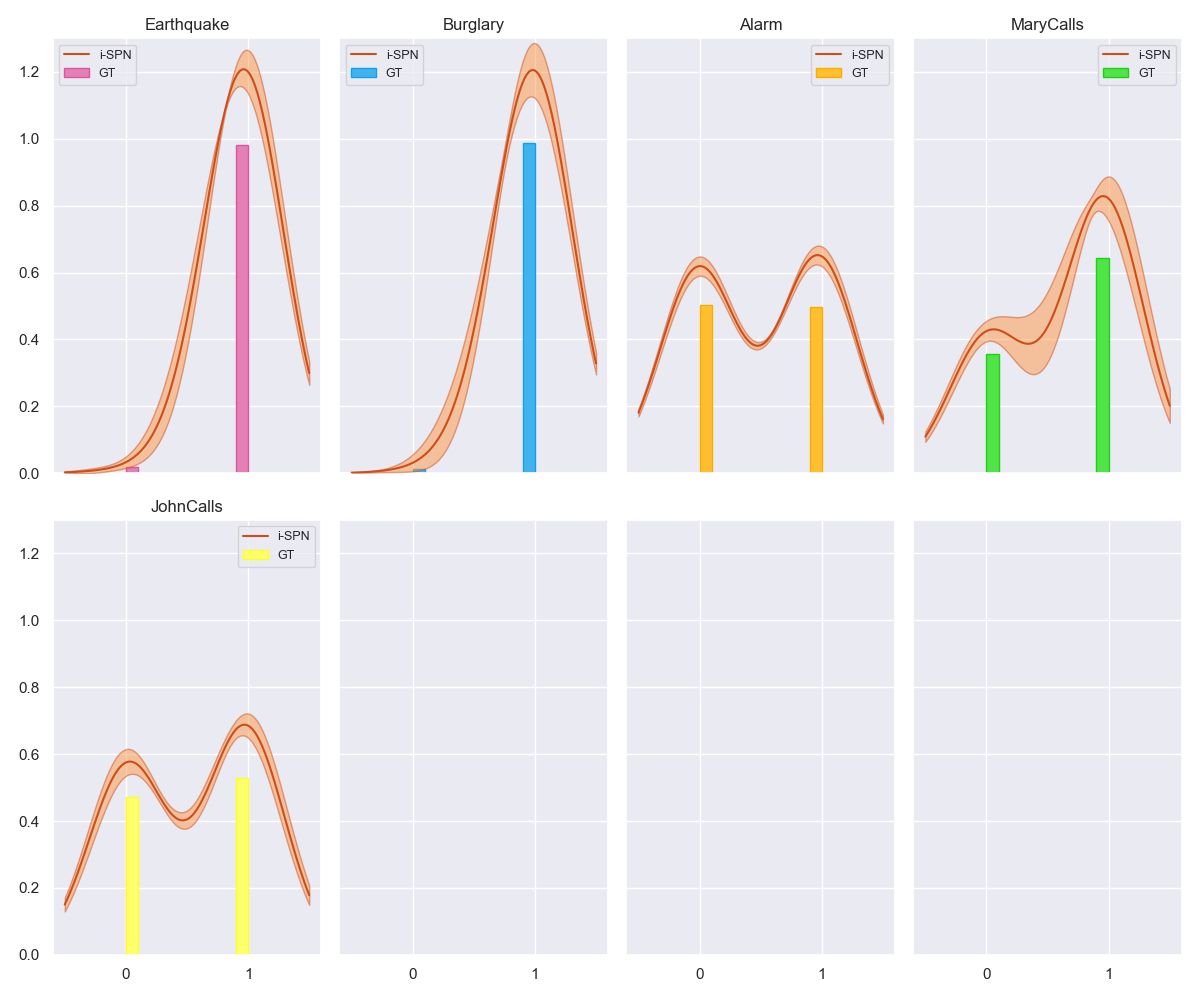 Earthquake
Burglary
Alarm
MaryCalls
i-SPN
GT
i-SPN
GT
i-SPN
GT
i-SPN
GT
1.2
1.0
0.8
0.6
0.4
0.2
0.0
JohnCalls
i-SPN
GT
1.2
1.0
0.8
0.6
0.4
0.2
0.0
0 1
0 1
0 1
0 1